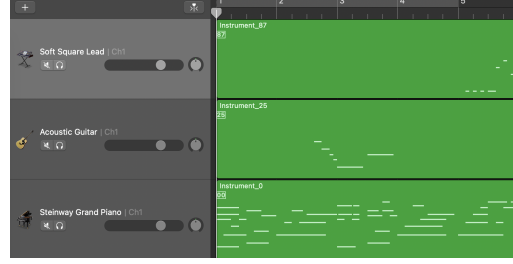 1 2 3 4 5
Instrument_87
87
Soft Square Lead | Ch1
Instrument_25
25
Acoustic Guitar | Ch1
Instrument_0
00
Steinway Grand Piano | Ch1